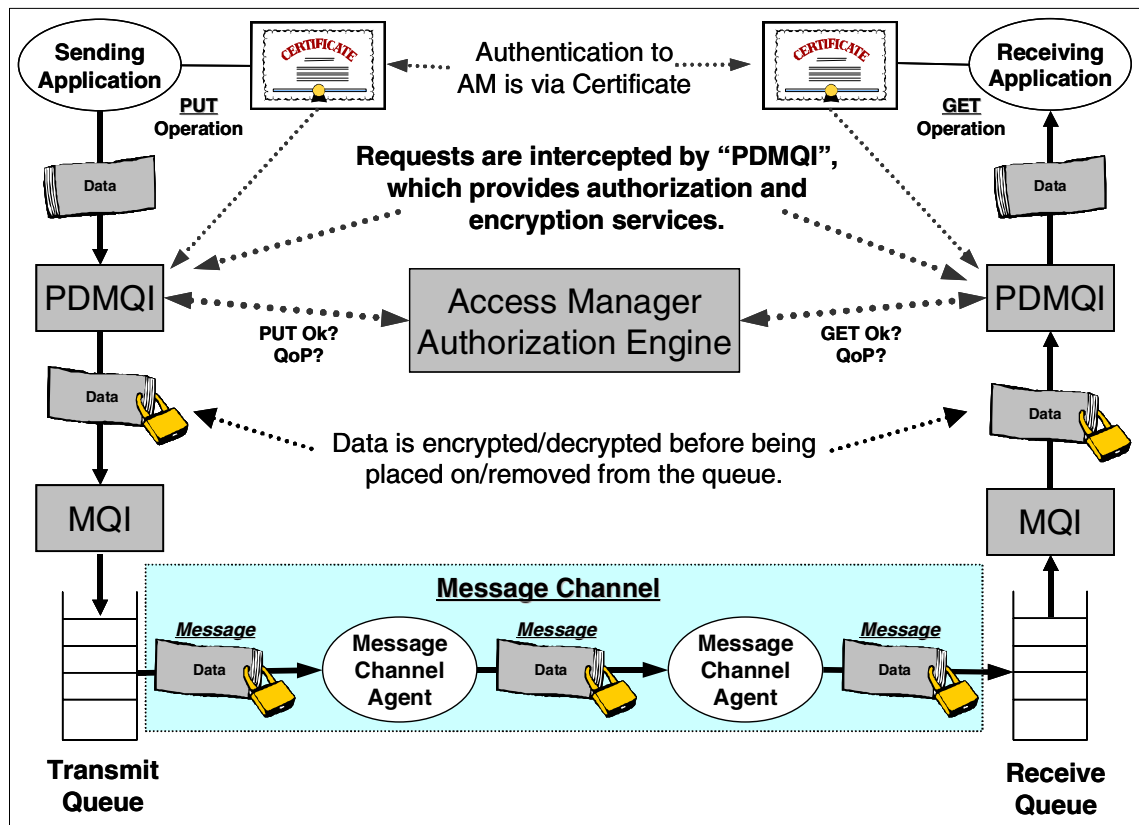 Sending
Application
CERTIFICATE
Authentication to
AM is via Certificate
CERTIFICATE
Receiving
Application
PUT
Operation
GET
Operation
Data
Requests are intercepted by “PDMQI”,
which provides authorization and
encryption services.
Data
PDMQI
Access Manager
Authorization Engine
PDMQI
PUT Ok?
QoP?
GET Ok?
QoP?
Data
Data is encrypted/decrypted before being
placed on/removed from the queue.
Data
MQI
MQI
Message Channel
Message
Data
Message
Channel
Agent
Message
Data
Message
Channel
Agent
Message
Data
Transmit
Queue
Receive
Queue